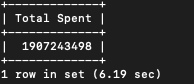 +-------------+
| Total Spent |
+-------------+
|  1907243498 |
+-------------+
1 row in set (6.19 sec)